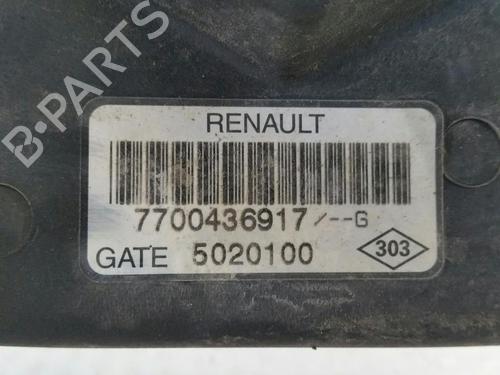 B-PARTS
RENAULT
7700436917/--G
GATE 5020100
303